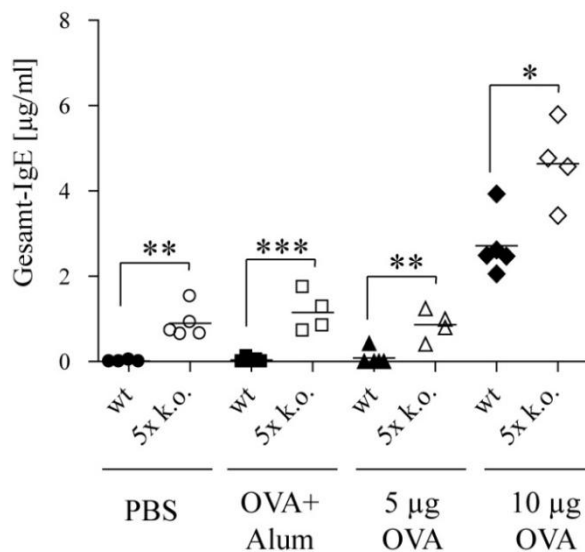 Gesamt-IgE [µg/ml]
8
6
4
2
0
**
***
**
*
wt
5x k.o.
wt
5x k.o.
wt
5x k.o.
wt
5x k.o.
PBS
OVA+
Alum
5 µg
OVA
10 µg
OVA